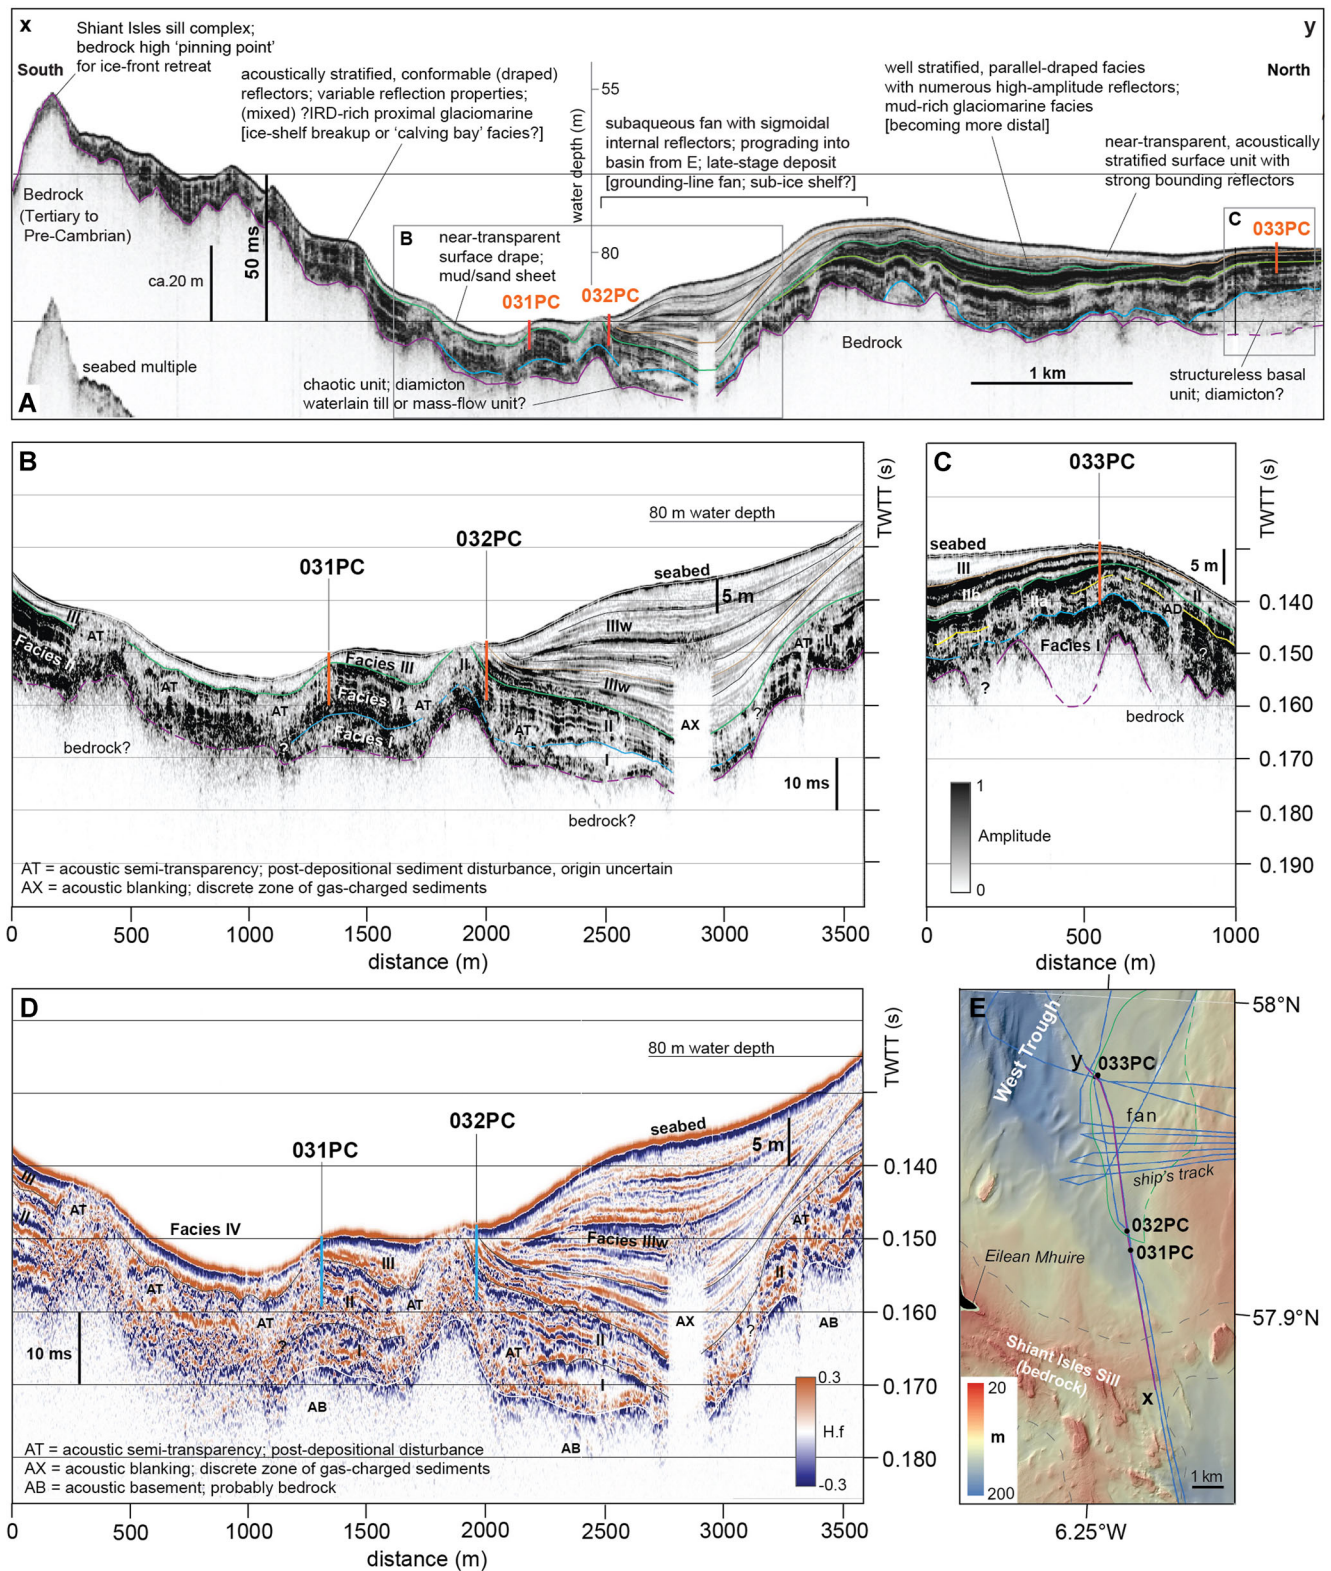 x
y
Shiant Isles sill complex;
bedrock high 'pinning point'
for ice-front retreat
South
North
acoustically stratified, conformable (draped)
reflectors; variable reflection properties;
(mixed) ?IRD-rich proximal glaciomarine
[ice-shelf breakup or 'calving bay' facies?]
55
water depth (m)
80
subaqueous fan with sigmoidal
internal reflectors; prograding into
basin from E; late-stage deposit
[grounding-line fan; sub-ice shelf?]
well stratified, parallel-draped facies
with numerous high-amplitude reflectors;
mud-rich glaciomarine facies
[becoming more distal]
near-transparent, acoustically
stratified surface unit with
strong bounding reflectors
Bedrock
(Tertiary to
Pre-Cambrian)
ca.20 m
50 ms
B
near-transparent
surface drape;
mud/sand sheet
031PC
032PC
C
033PC
seabed multiple
chaotic unit; diamicton
waterlain till or mass-flow unit?
Bedrock
1 km
structureless basal
unit; diamicton?
A
B
80 m water depth
TWTT (s)
031PC
032PC
seabed
5 m
III
AT
Facies II
AT
AT
Facies III
Facies II
Facies I
AT
II
?
IIIw
IIIw
AT
II
I
AX
?
AT
II
bedrock?
bedrock?
10 ms
AT = acoustic semi-transparency; post-depositional sediment disturbance, origin uncertain
AX = acoustic blanking; discrete zone of gas-charged sediments
0 500 1000 1500 2000 2500 3000 3500
distance (m)
C
033PC
TWTT (s)
seabed
III
IIb
IIa
II
AD
5 m
Facies I
?
?
bedrock
1
Amplitude
0
0.140
0.150
0.160
0.170
0.180
0.190
0 500 1000
distance (m)
D
80 m water depth
TWTT (s)
031PC
032PC
seabed
5 m
III
II
AT
Facies IV
AT
AT
?
III
II
I
AT
Facies IIIw
AT
II
I
AX
?
AT
II
AB
AB
AB
10 ms
0.3
H.f
-0.3
0.140
0.150
0.160
0.170
0.180
AT = acoustic semi-transparency; post-depositional disturbance
AX = acoustic blanking; discrete zone of gas-charged sediments
AB = acoustic basement; probably bedrock
0 500 1000 1500 2000 2500 3000 3500
distance (m)
E
58°N
West Trough
y
033PC
fan
ship's track
032PC
031PC
Eilean Mhuire
57.9°N
Shiant Isles Sill
(bedrock)
x
20
m
200
1 km
6.25°W